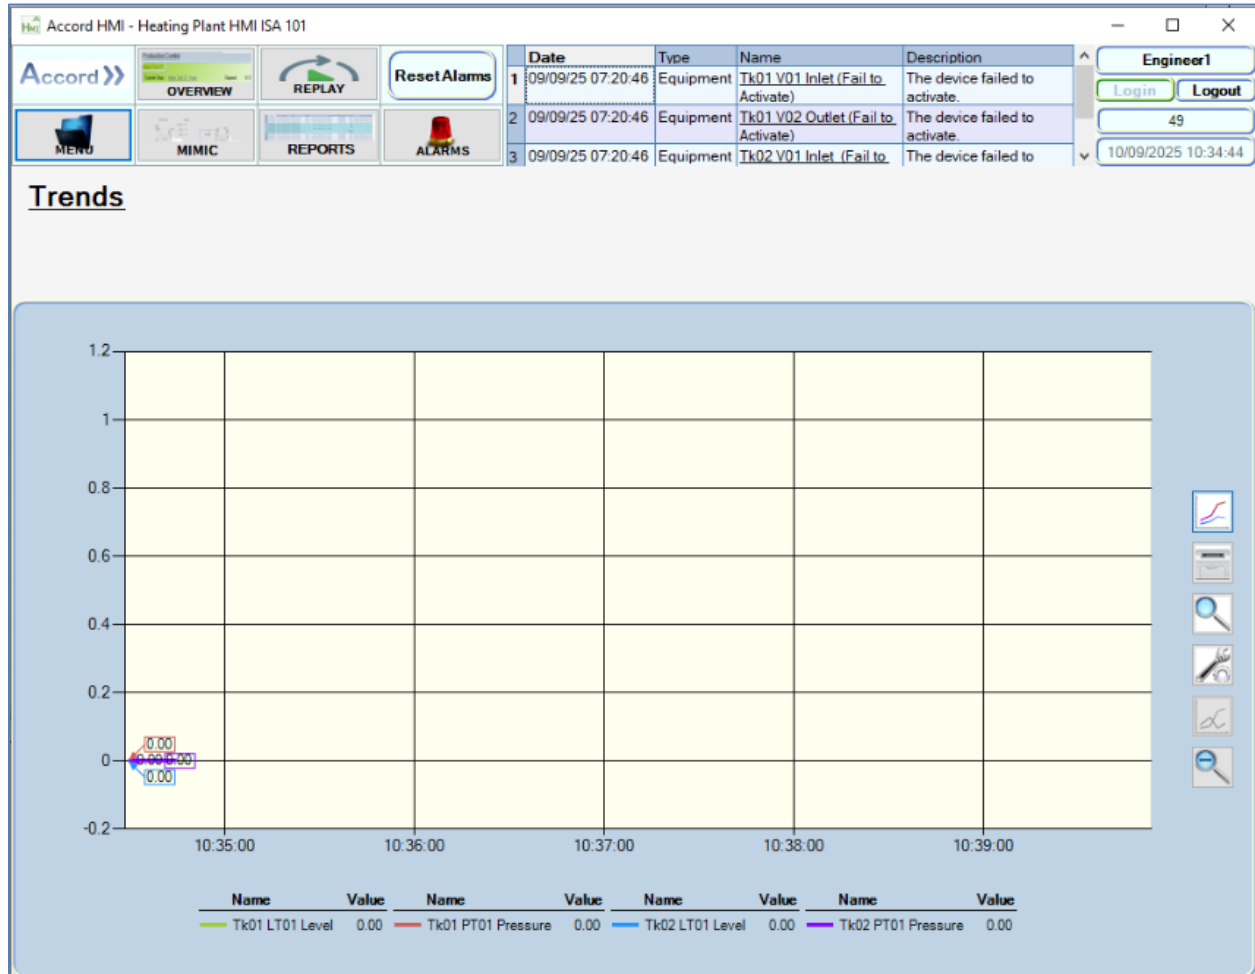 Accord HMI - Heating Plant HMI ISA 101
Accord
OVERVIEW
REPLAY
Reset Alarms
MENU
MIMIC
REPORTS
ALARMS
Date Type Name Description
1 09/09/25 07:20:46 Equipment Tk01 V01 Inlet (Fail to Activate) The device failed to activate.
2 09/09/25 07:20:46 Equipment Tk01 V02 Outlet (Fail to Activate) The device failed to activate.
3 09/09/25 07:20:46 Equipment Tk02 V01 Inlet (Fail to The device failed to
Engineer1
Login Logout
49
10/09/2025 10:34:44
Trends
1.2
1
0.8
0.6
0.4
0.2
0
-0.2
0.00
0.00 0.00
0.00
10:35:00 10:36:00 10:37:00 10:38:00 10:39:00
Name Value Name Value Name Value Name Value
Tk01 LT01 Level 0.00 Tk01 PT01 Pressure 0.00 Tk02 LT01 Level 0.00 Tk02 PT01 Pressure 0.00